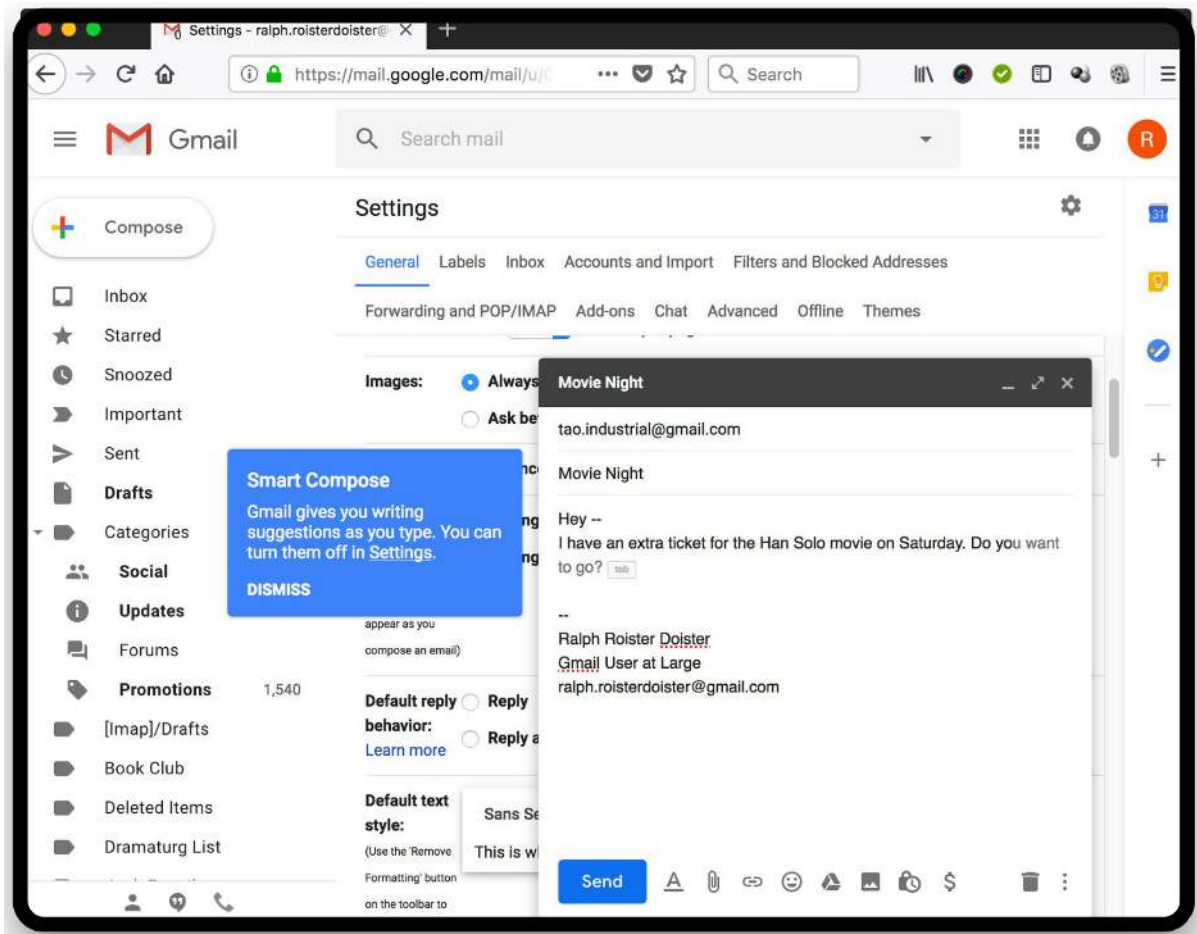 Settings - ralph.roisterdoister@
https://mail.google.com/mail/u/0
Search
Gmail
Search mail
R
Compose
Inbox
Starred
Snoozed
Important
Sent
Drafts
Categories
Social
Updates
Forums
Promotions 1,540
[Imap]/Drafts
Book Club
Deleted Items
Dramaturg List
Settings
31
General Labels Inbox Accounts and Import Filters and Blocked Addresses
Forwarding and POP/IMAP Add-ons Chat Advanced Offline Themes
Images: Always
Ask be
Smart Compose
Gmail gives you writing
suggestions as you type. You can
turn them off in Settings.
DISMISS
appear as you
compose an email)
Default reply Reply
behavior: Reply a
Learn more
Default text
style:
(Use the 'Remove
Formatting' button
on the toolbar to
Sans Se
This is w
Movie Night
tao.industrial@gmail.com
Movie Night
Hey --
I have an extra ticket for the Han Solo movie on Saturday. Do you want
to go? tab
--
Ralph Roister Doister
Gmail User at Large
ralph.roisterdoister@gmail.com
Send